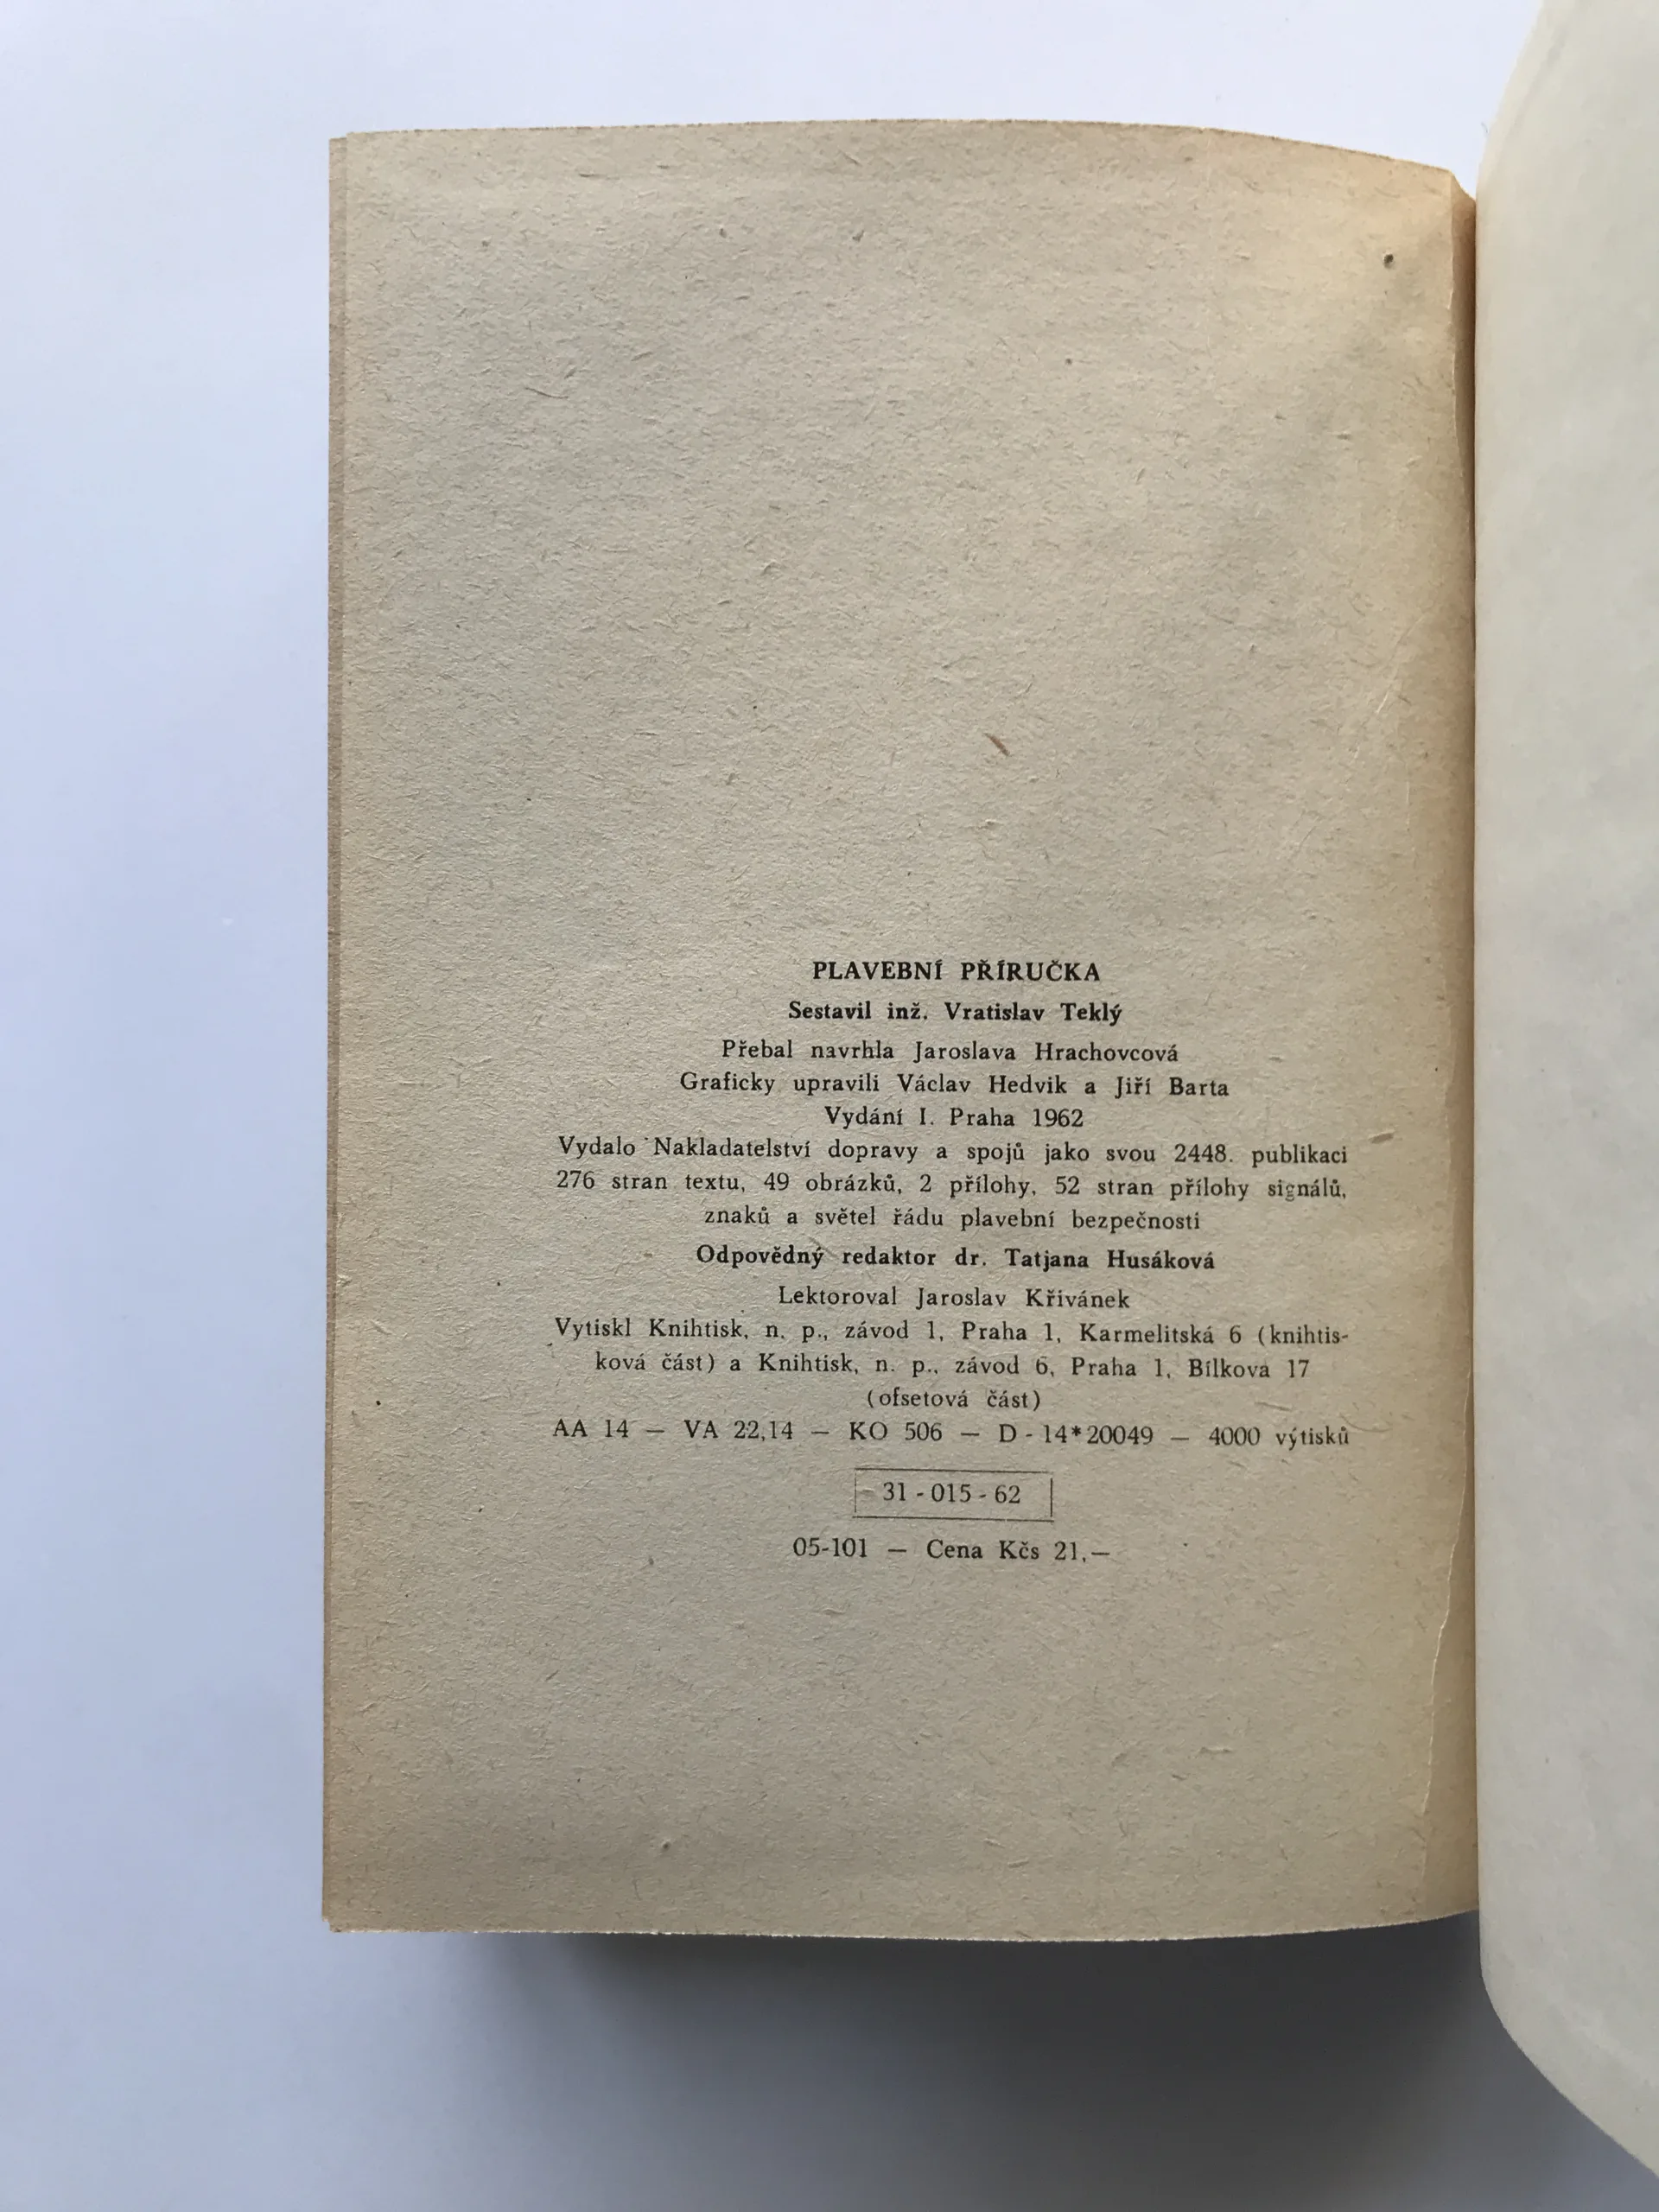 PLAVEBNÍ PŘÍRUČKA
Sestavil inž. Vratislav Teklý
Přebal navrhla Jaroslava Hrachovcová
Graficky upravili Václav Hedvik a Jiří Barta
Vydání I. Praha 1962
Vydalo Nakladatelství dopravy a spojů jako svou 2448. publikaci
276 stran textu, 49 obrázků, 2 přílohy, 52 stran přílohy signálů,
znaků a světel řádu plavební bezpečnosti
Odpovědný redaktor dr. Tatjana Husáková
Lektoroval Jaroslav Křivánek
Vytiskl Knihtisk, n. p., závod 1, Praha 1, Karmelitská 6 (knihtis-
ková část) a Knihtisk, n. p., závod 6, Praha 1, Bílkova 17
(ofsetová část)
AA 14 — VA 22,14 — KO 506 — D - 14*20049 — 4000 výtisků
31 - 015 - 62
05-101 — Cena Kčs 21,—